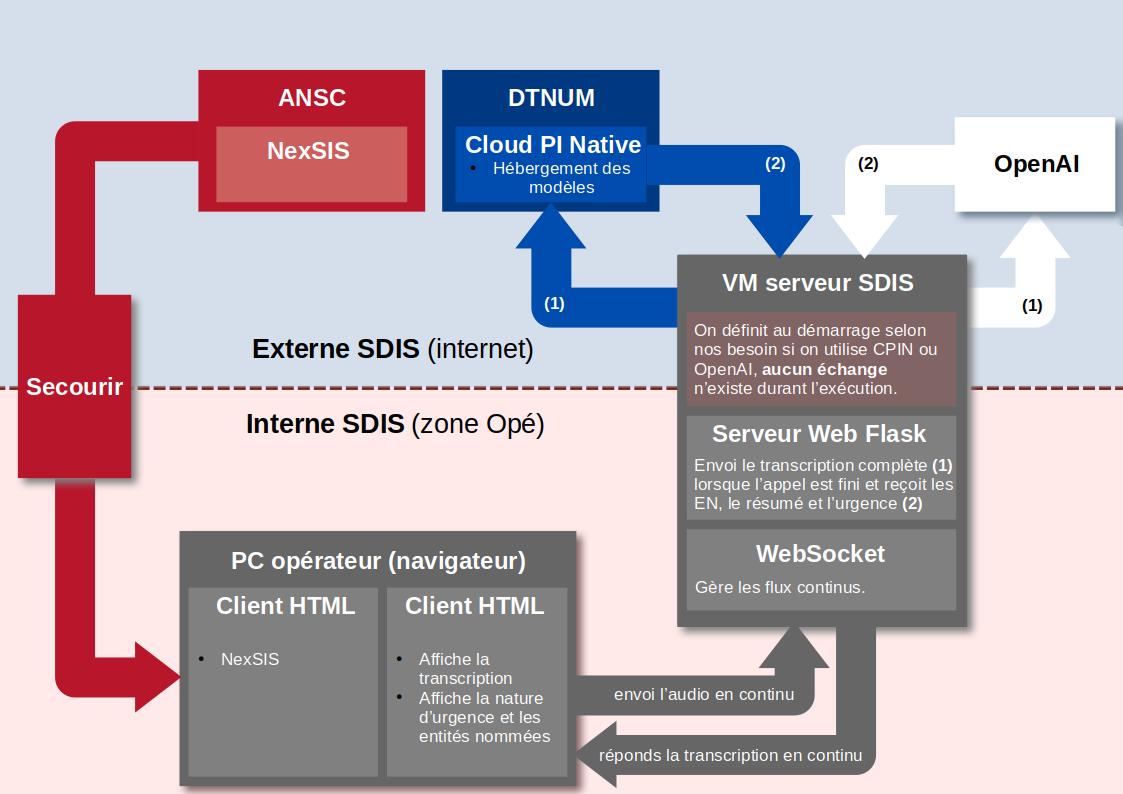 ANSC
NexSIS
DTNUM
Cloud PI Native
• Hébergement des
modèles
(2)
(2)
OpenAI
(1)
(1)
VM serveur SDIS
On définit au démarrage selon
nos besoin si on utilise CPIN ou
OpenAI, aucun échange
n'existe durant l'exécution.
Externe SDIS (internet)
Secourir
Interne SDIS (zone Opé)
Serveur Web Flask
Envoi le transcription complète (1)
lorsque l'appel est fini et reçoit les
EN, le résumé et l'urgence (2)
WebSocket
Gère les flux continus.
PC opérateur (navigateur)
Client HTML
• NexSIS
Client HTML
• Affiche la
transcription
• Affiche la nature
d'urgence et les
entités nommées
envoi l'audio en continu
réponds la transcription en continu